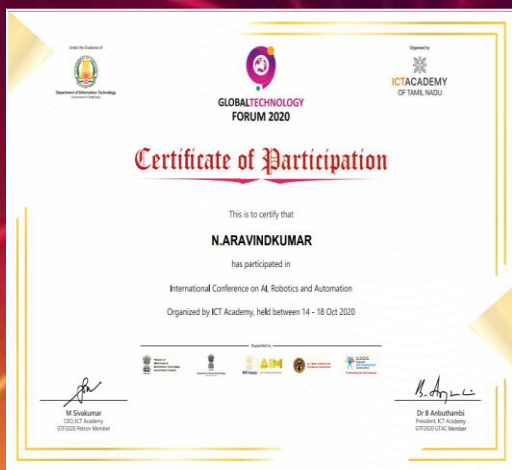 Under the Guidance of
Department of Information Technology
Organised by
ICTACADEMY
OF TAMIL NADU
GLOBALTECHNOLOGY
FORUM 2020
Certificate of Participation
This is to certify that
N.ARAVINDKUMAR
has participated in
International Conference on AI, Robotics and Automation
Organized by ICT Academy, held between 14 - 18 Oct 2020
Supported by
AIM
M Sivakumar
CEO, ICT Academy
GTF2020 Patron Member
Dr B Anbuthambi
President, ICT Academy
GTF2020 GTAC Member